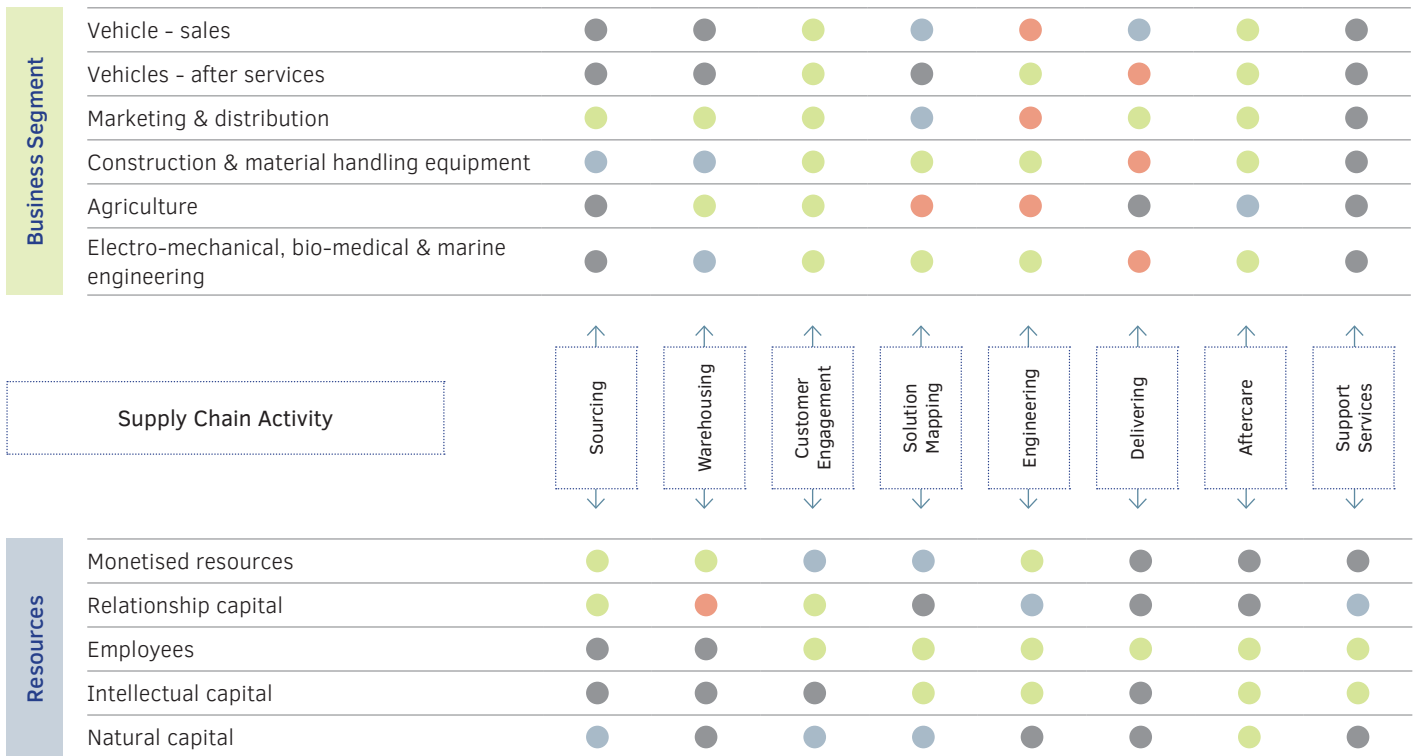 Business Segment
Vehicle - sales
Vehicles - after services
Marketing & distribution
Construction & material handling equipment
Agriculture
Electro-mechanical, bio-medical & marine
engineering
Supply Chain Activity
Sourcing
Warehousing
Customer
Engagement
Solution
Mapping
Engineering
Delivering
Aftercare
Support
Services
Resources
Monetised resources
Relationship capital
Employees
Intellectual capital
Natural capital